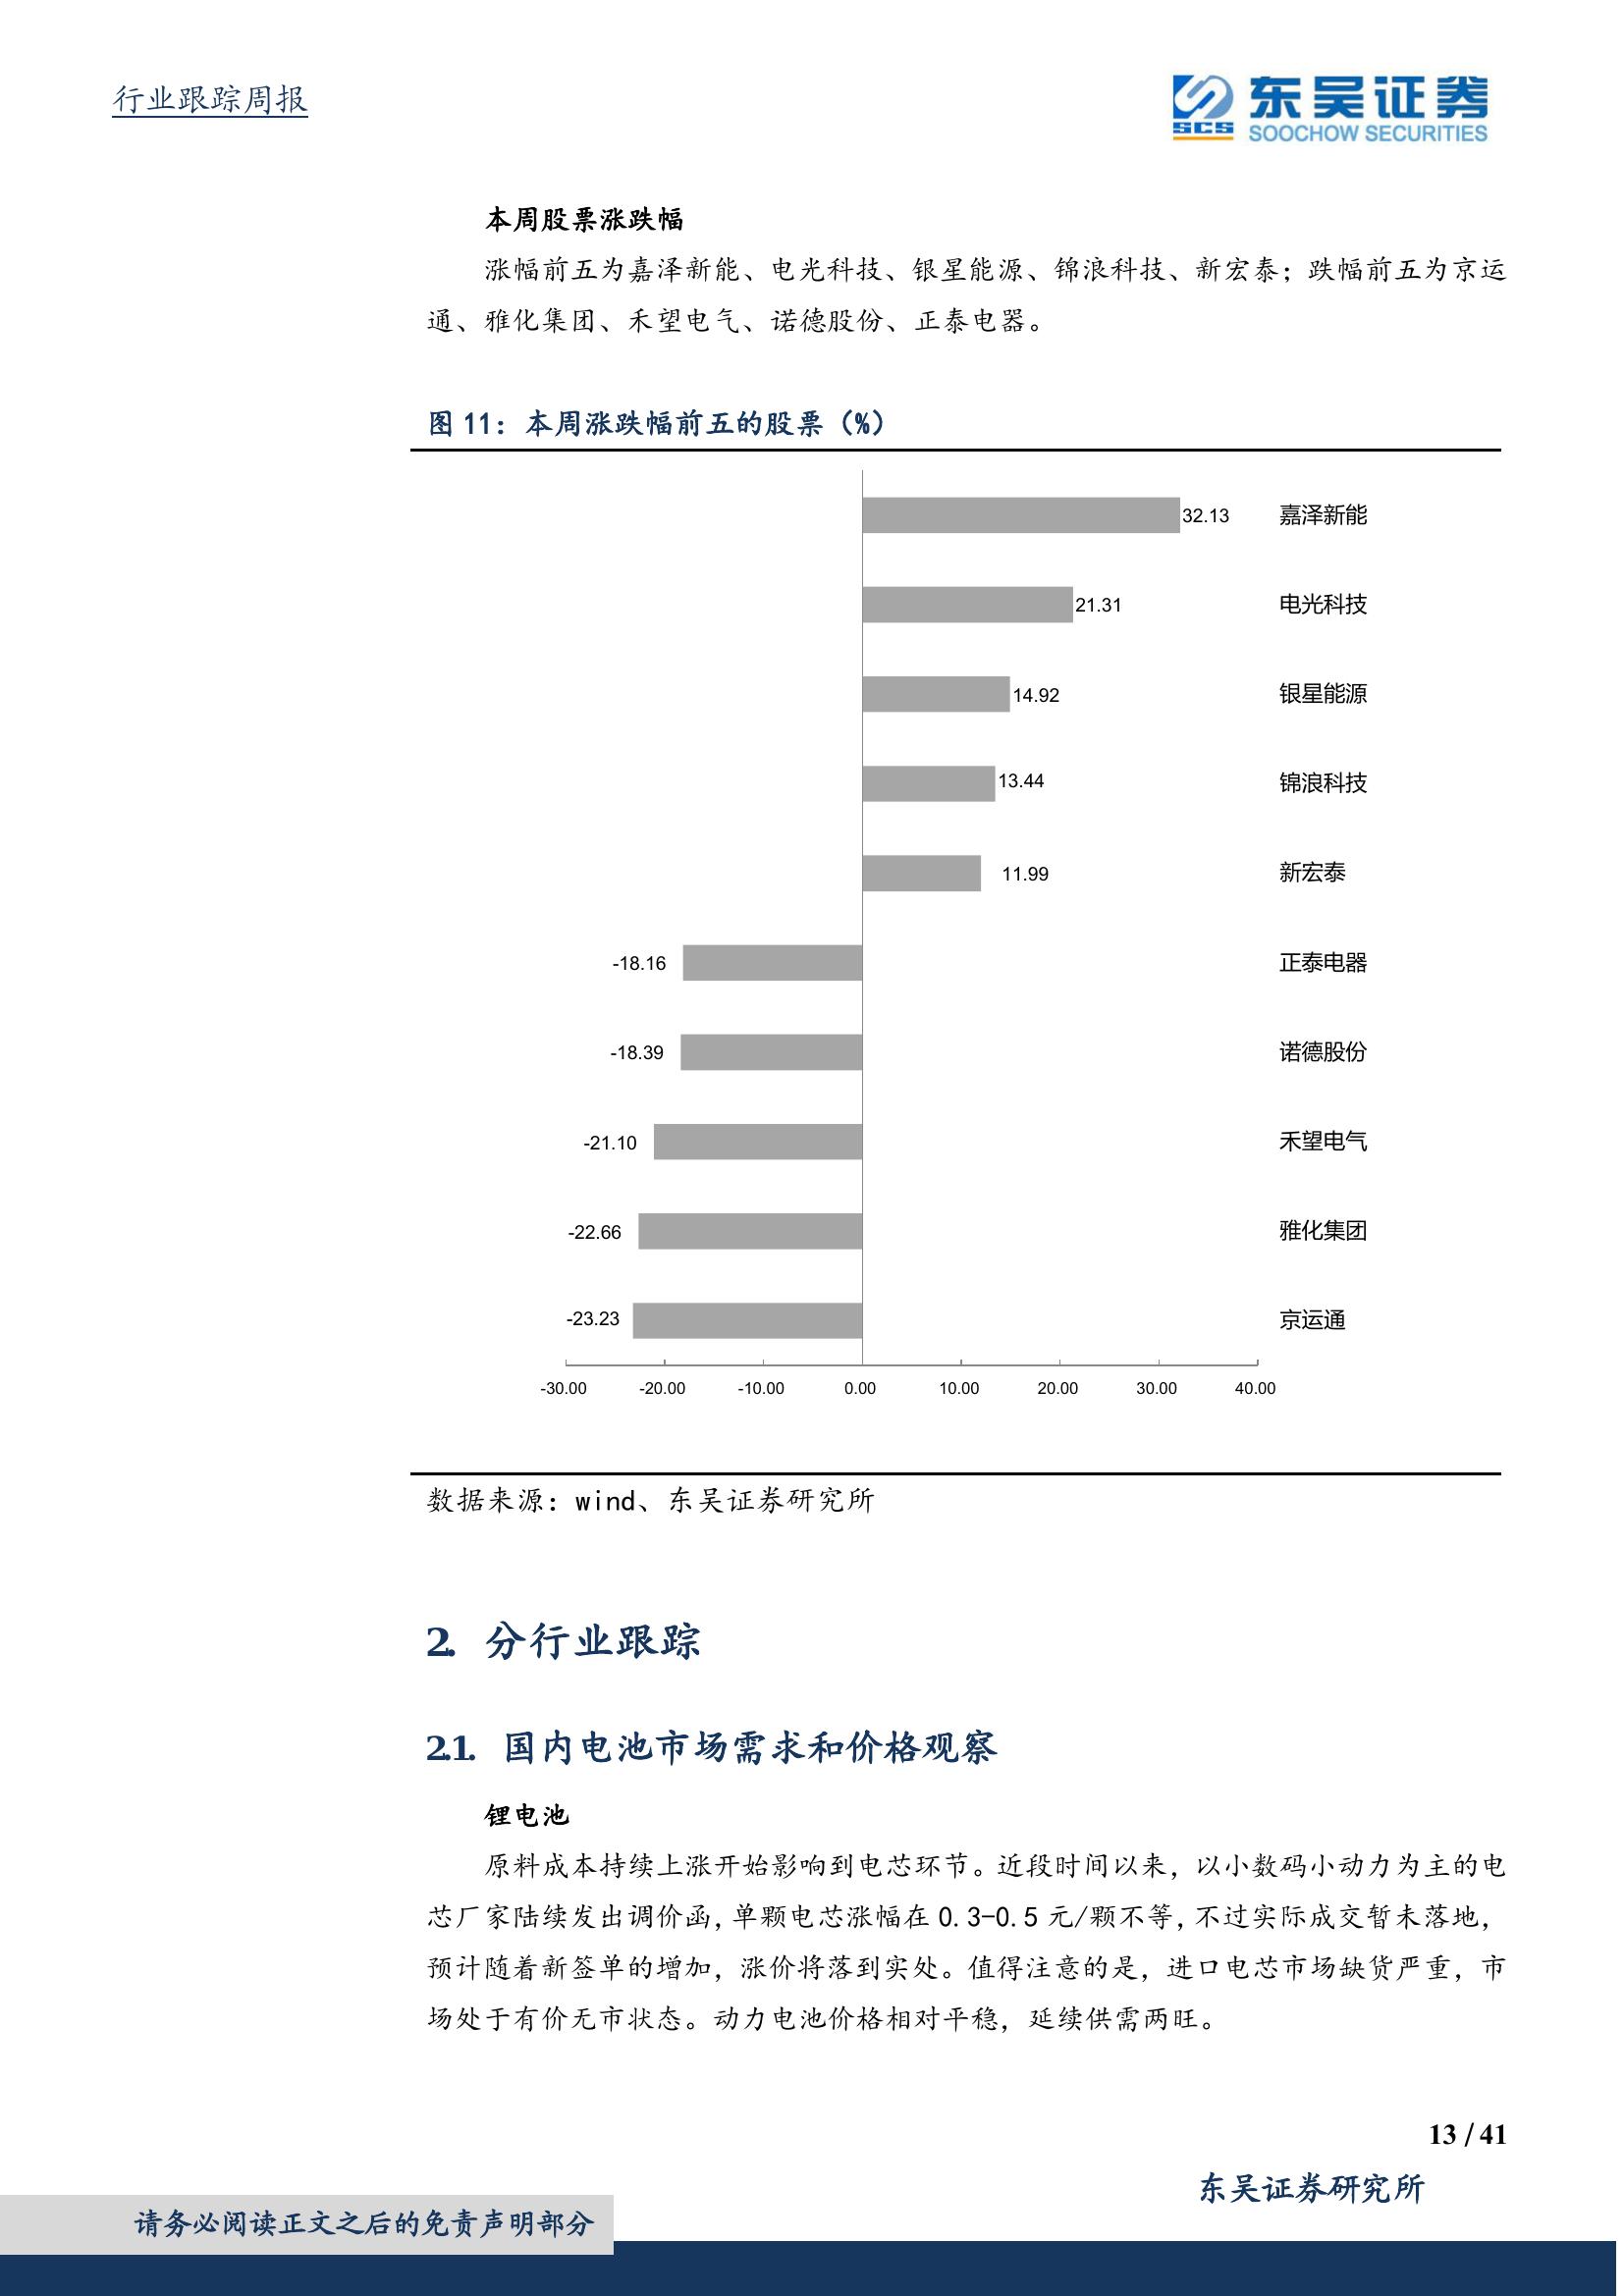 行业跟踪周报
东吴证券
SCS
SOOCHOW SECURITIES
本周股票涨跌幅
涨幅前五为嘉泽新能、电光科技、银星能源、锦浪科技、新宏泰；跌幅前五为京运
通、雅化集团、禾望电气、诺德股份、正泰电器。
图 11：本周涨跌幅前五的股票（%）
32.13 嘉泽新能
21.31 电光科技
14.92 银星能源
13.44 锦浪科技
11.99 新宏泰
-18.16 正泰电器
-18.39 诺德股份
-21.10 禾望电气
-22.66 雅化集团
-23.23 京运通
-30.00 -20.00 -10.00 0.00 10.00 20.00 30.00 40.00
数据来源：wind、东吴证券研究所
2. 分行业跟踪
2.1. 国内电池市场需求和价格观察
锂电池
原料成本持续上涨开始影响到电芯环节。近段时间以来，以小数码小动力为主的电
芯厂家陆续发出调价函，单颗电芯涨幅在 0.3-0.5 元/颗不等，不过实际成交暂未落地，
预计随着新签单的增加，涨价将落到实处。值得注意的是，进口电芯市场缺货严重，市
场处于有价无市状态。动力电池价格相对平稳，延续供需两旺。
13 / 41
东吴证券研究所
请务必阅读正文之后的免责声明部分